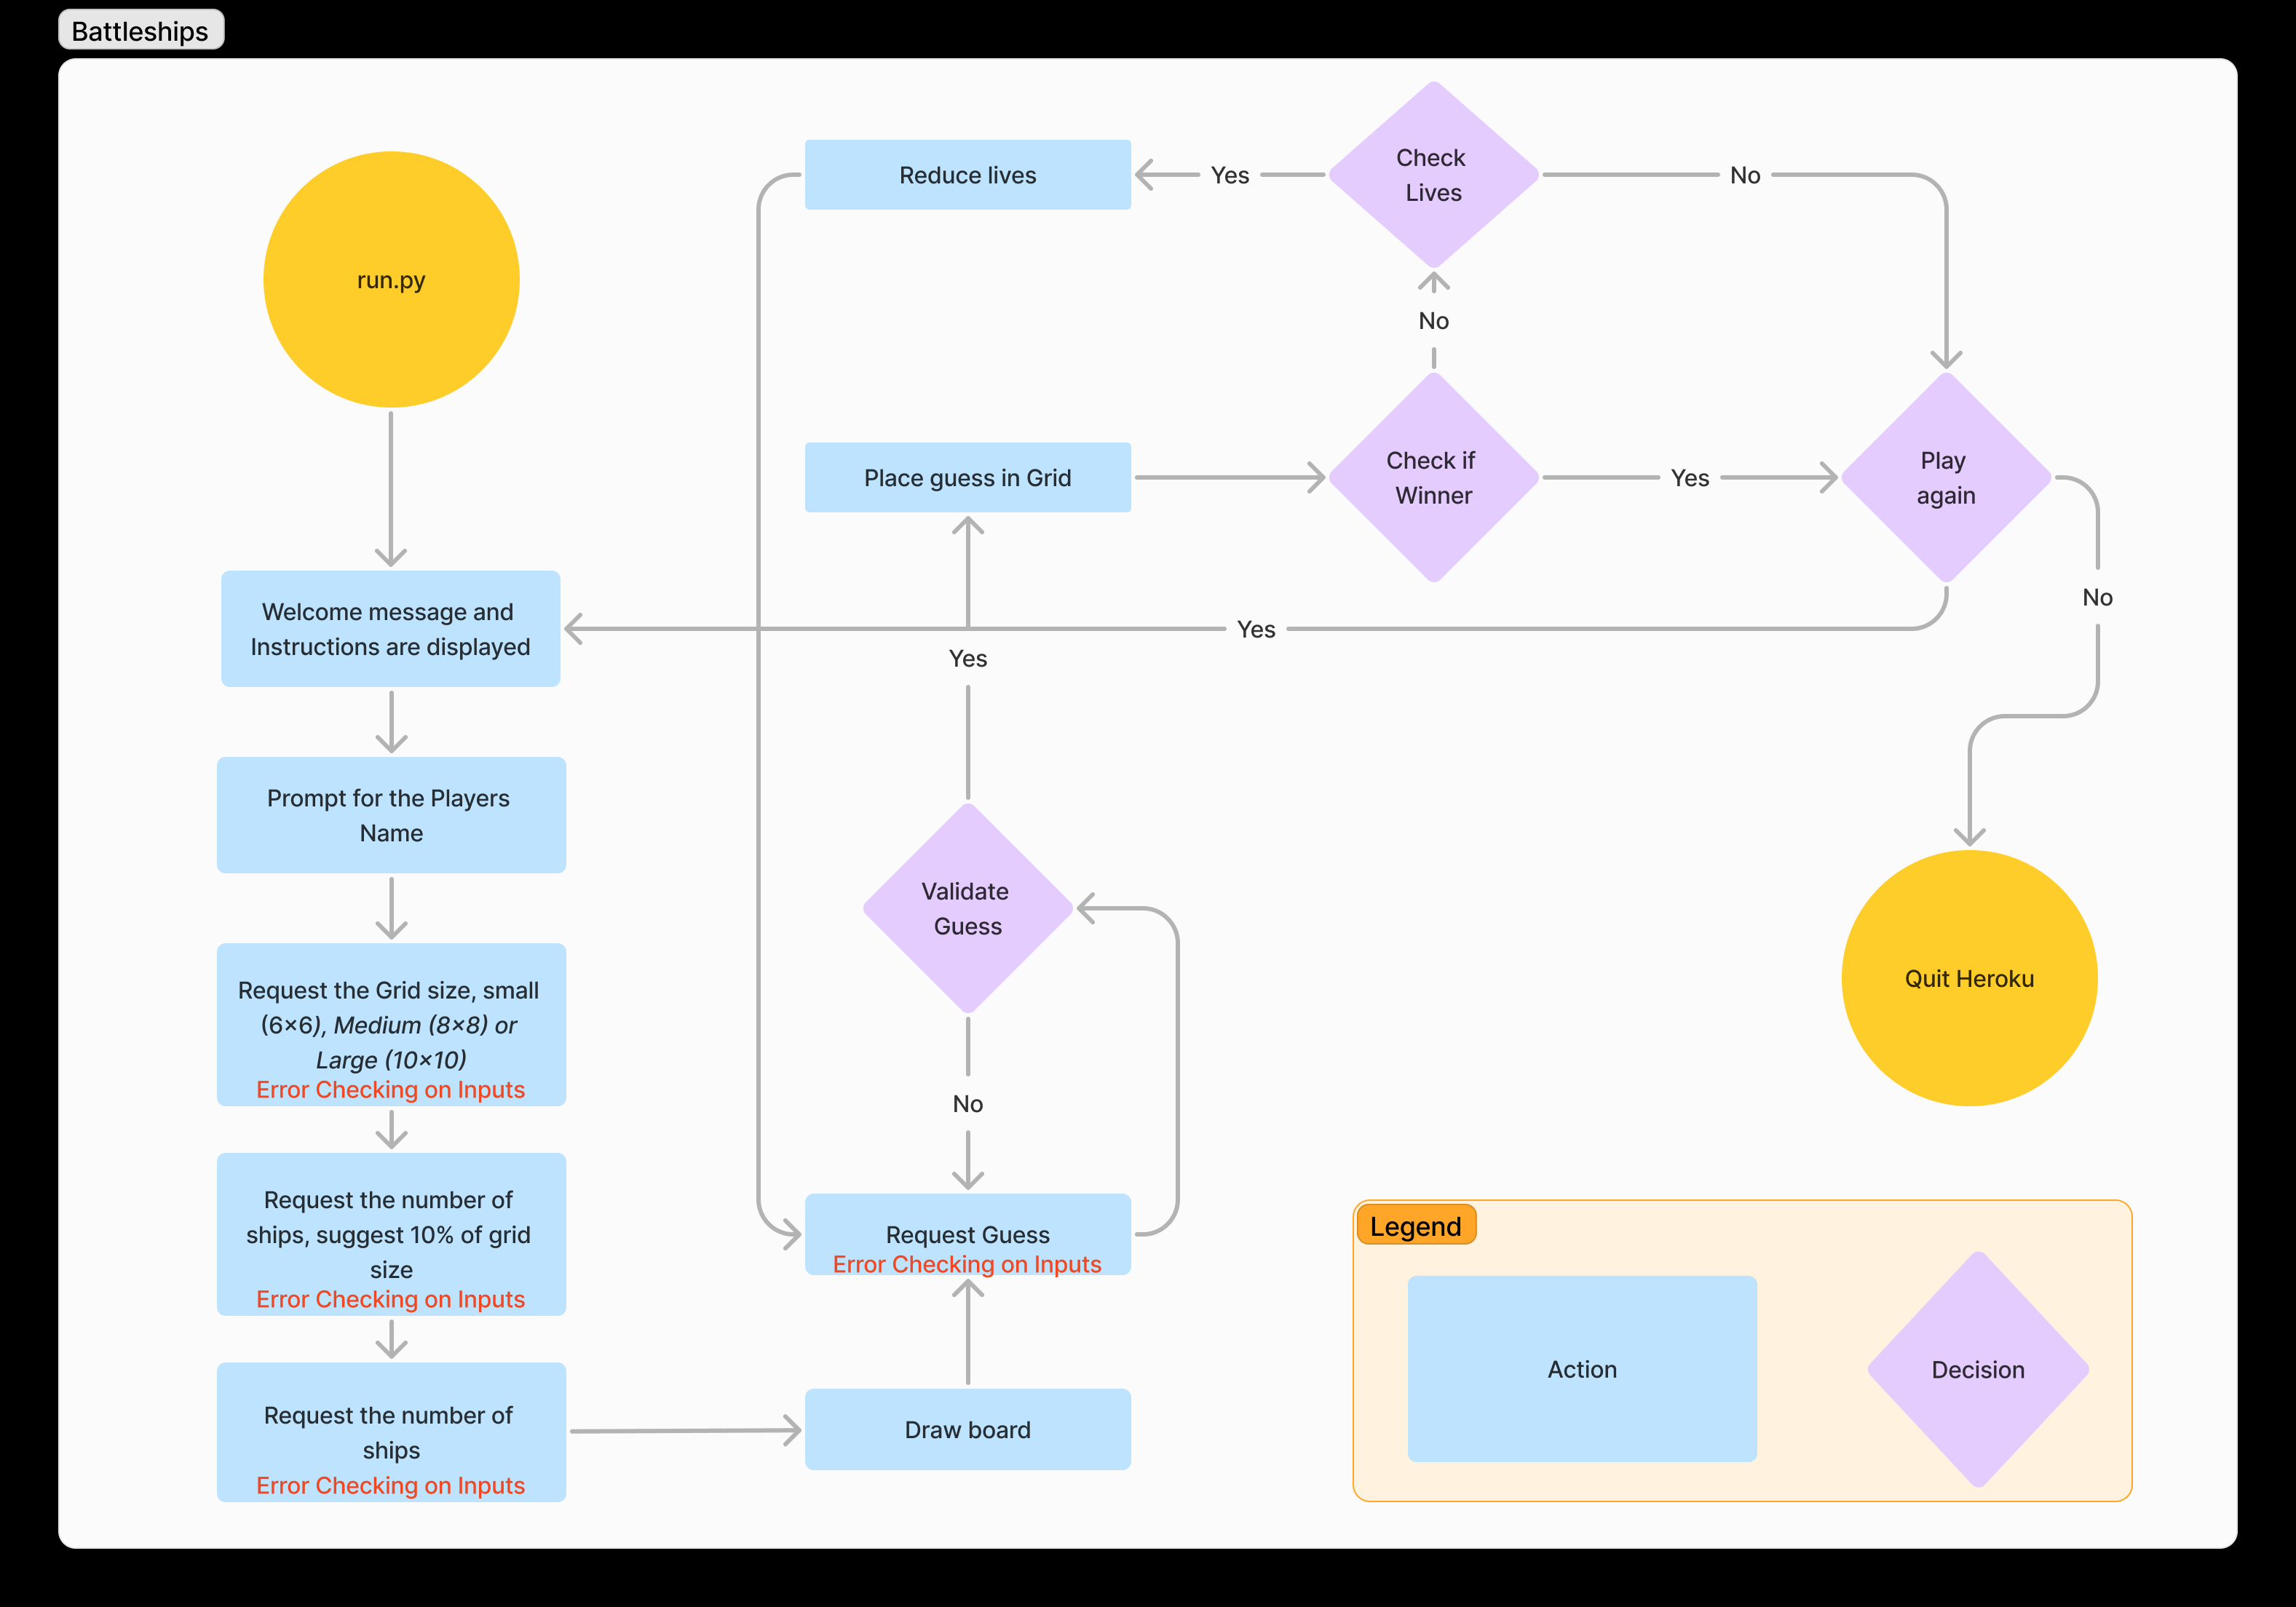 Battleships
run.py
Welcome message and
Instructions are displayed
Prompt for the Players
Name
Request the Grid size, small
(6×6), Medium (8×8) or
Large (10×10)
Error Checking on Inputs
Request the number of
ships, suggest 10% of grid
size
Error Checking on Inputs
Request the number of
ships
Error Checking on Inputs
Draw board
Request Guess
Error Checking on Inputs
No
Validate
Guess
Yes
Place guess in Grid
Check if
Winner
No
Check
Lives
Yes
Reduce lives
No
Yes
Play
again
Yes
No
Quit Heroku
Legend
Action
Decision